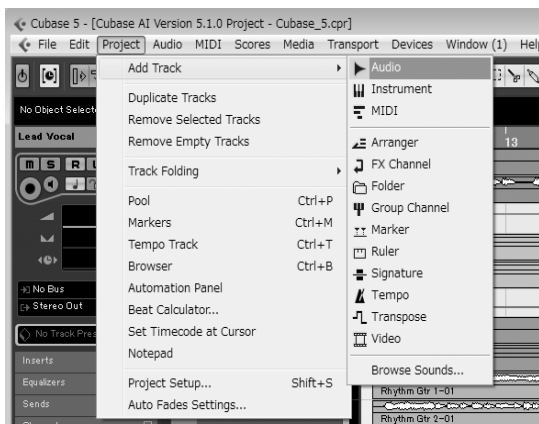 Cubase 5 - [Cubase AI Version 5.1.0 Project - Cubase_5.cpr]
File Edit Project Audio MIDI Scores Media Transport Devices Window (1) Help
Add Track
Duplicate Tracks
Remove Selected Tracks
Remove Empty Tracks
Track Folding
Pool Ctrl+P
Markers Ctrl+M
Tempo Track Ctrl+T
Browser Ctrl+B
Automation Panel
Beat Calculator...
Set Timecode at Cursor
Notepad
Project Setup... Shift+S
Auto Fades Settings...
Audio
Instrument
MIDI
Arranger
FX Channel
Folder
Group Channel
Marker
Ruler
Signature
Tempo
Transpose
Video
Browse Sounds...
No Object Select
Lead Vocal
m S R
No Bus
Stereo Out
No Track Pres
Inserts
Equalizers
Sends
13
Rhythm Gtr 1-01
Rhythm Gtr 2-01